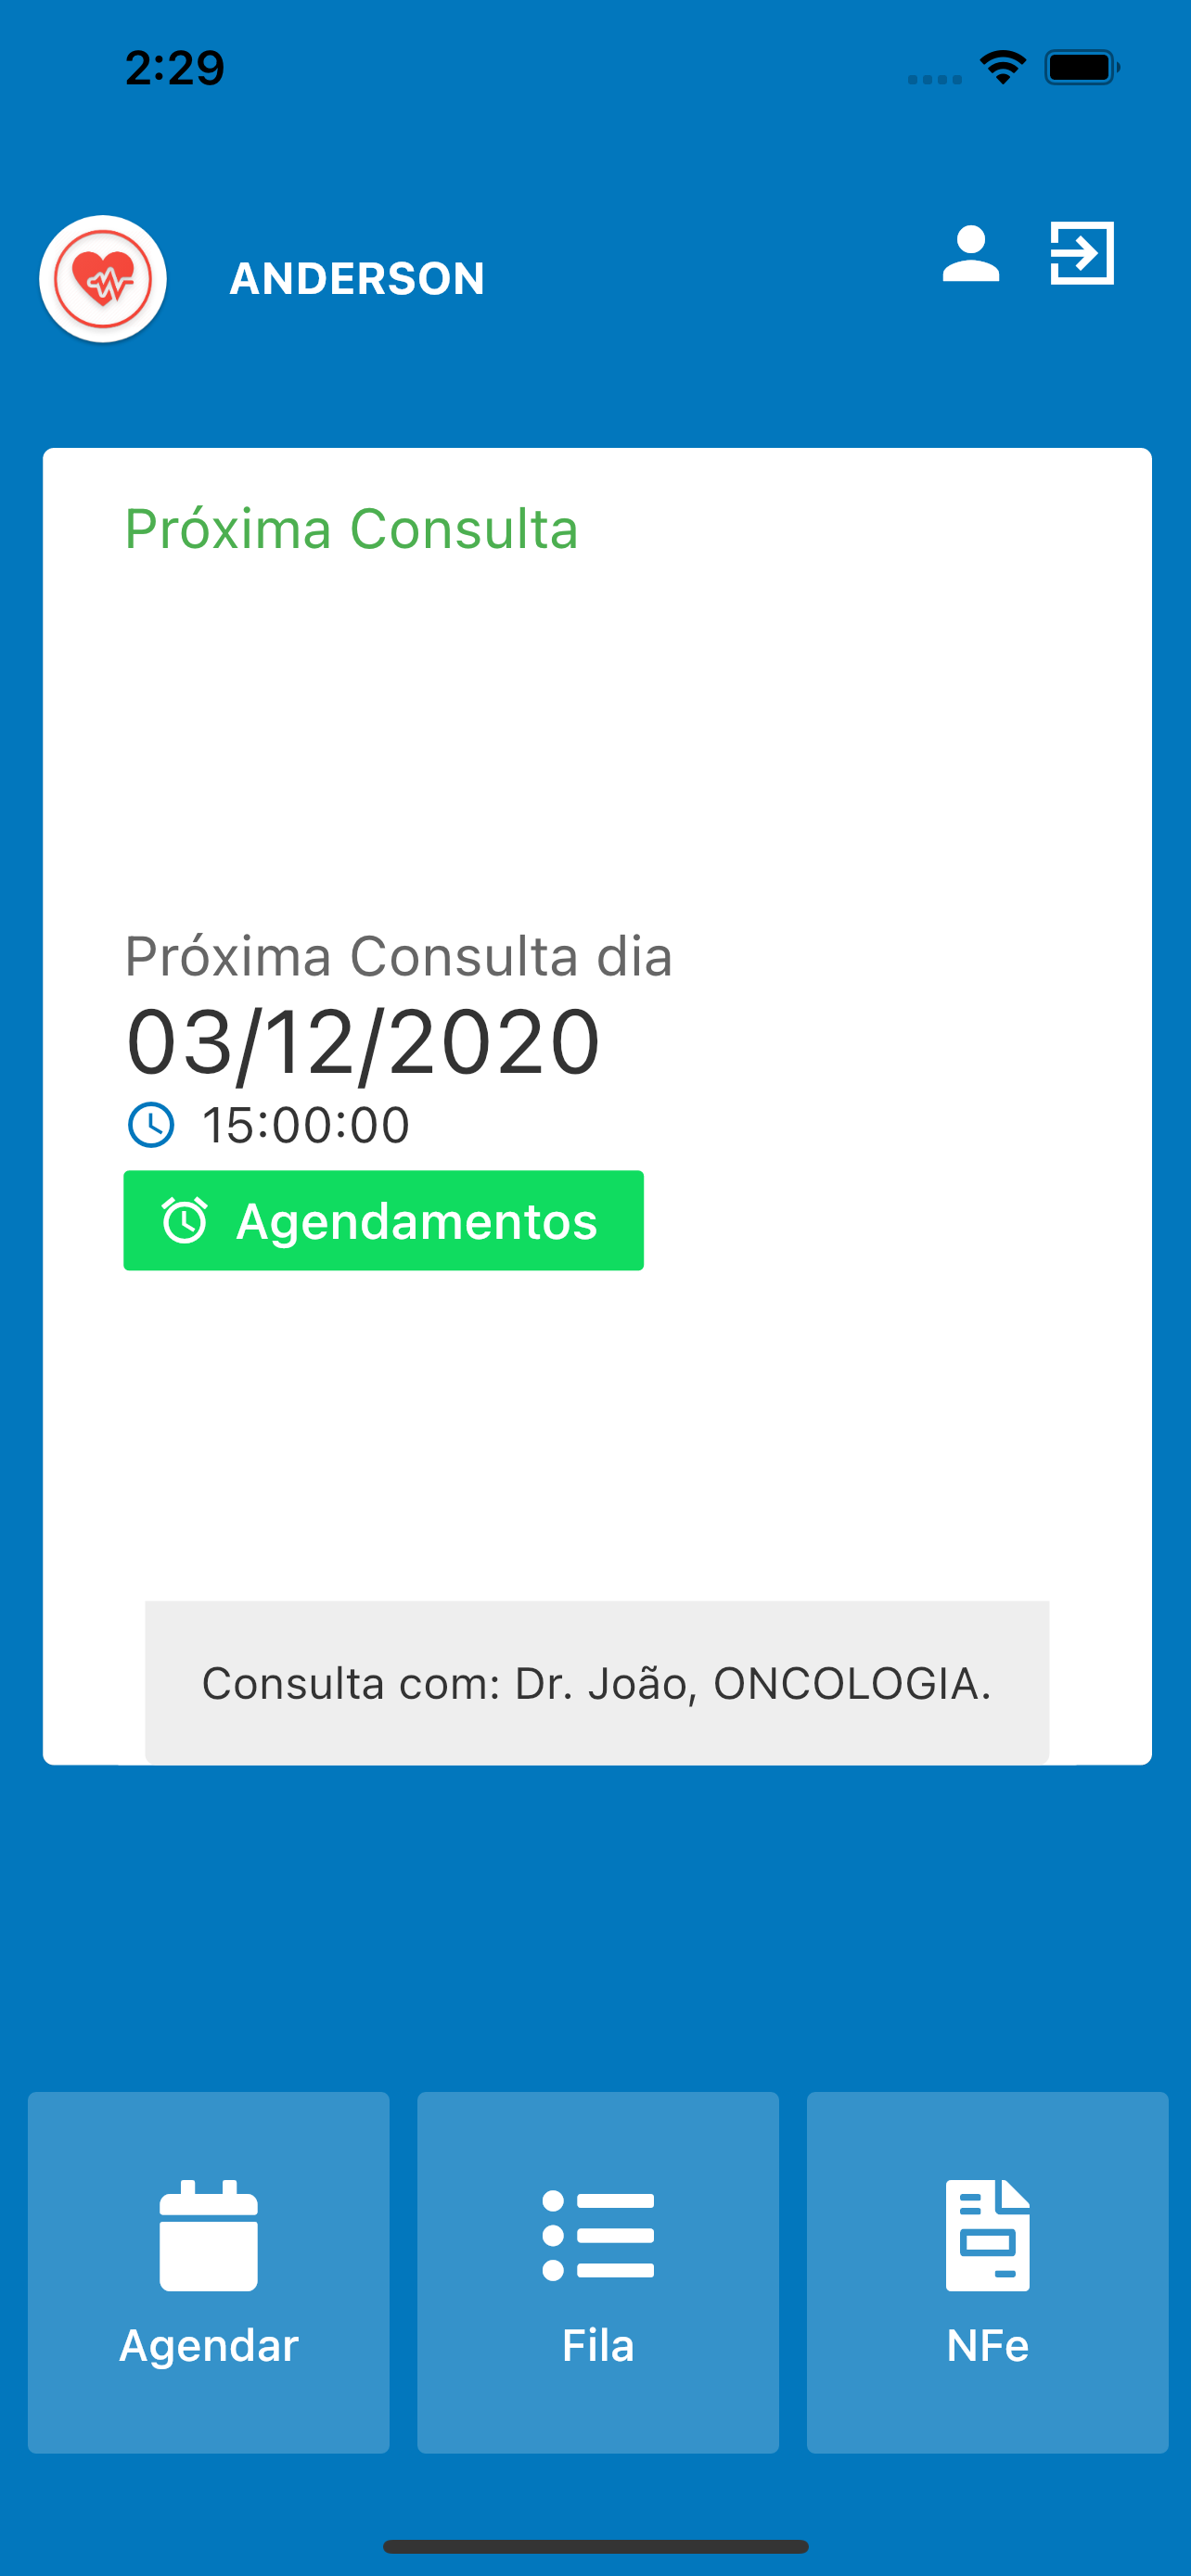 2:29
ANDERSON
Próxima Consulta
Próxima Consulta dia
03/12/2020
15:00:00
Agendamentos
Consulta com: Dr. João, ONCOLOGIA.
Agendar
Fila
NFe